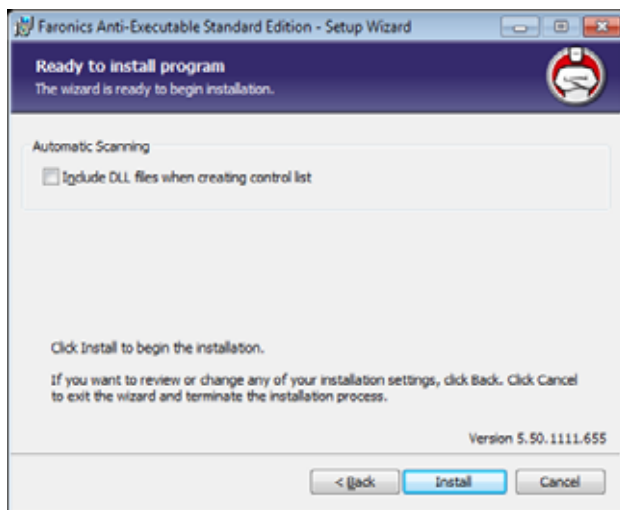 Faronics Anti-Executable Standard Edition - Setup Wizard
Ready to install program
The wizard is ready to begin installation.
Automatic Scanning
Include DLL files when creating control list
Click Install to begin the installation.
If you want to review or change any of your installation settings, click Back. Click Cancel
to exit the wizard and terminate the installation process.
Version 5.50.1111.655
< Back
Install
Cancel